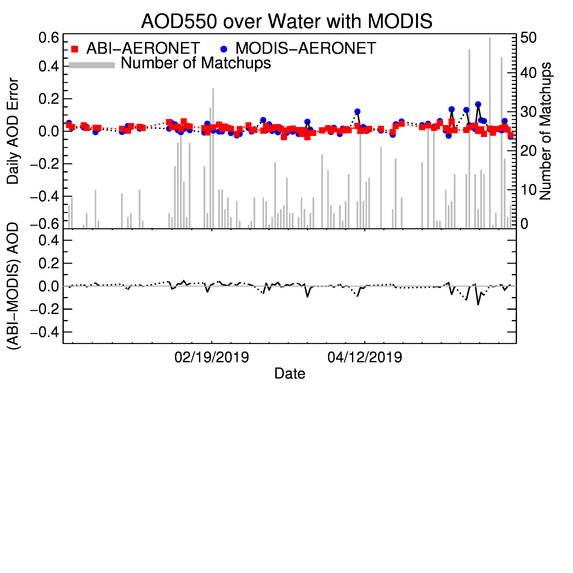 AOD550 over Water with MODIS
ABI−AERONET MODIS−AERONET
Number of Matchups
Daily AOD Error
0.6
0.4
0.2
0.0
−0.2
−0.4
−0.6
Number of Matchups
50
40
30
20
10
0
(ABI−MODIS) AOD
0.4
0.2
0.0
−0.2
−0.4
02/19/2019 04/12/2019
Date